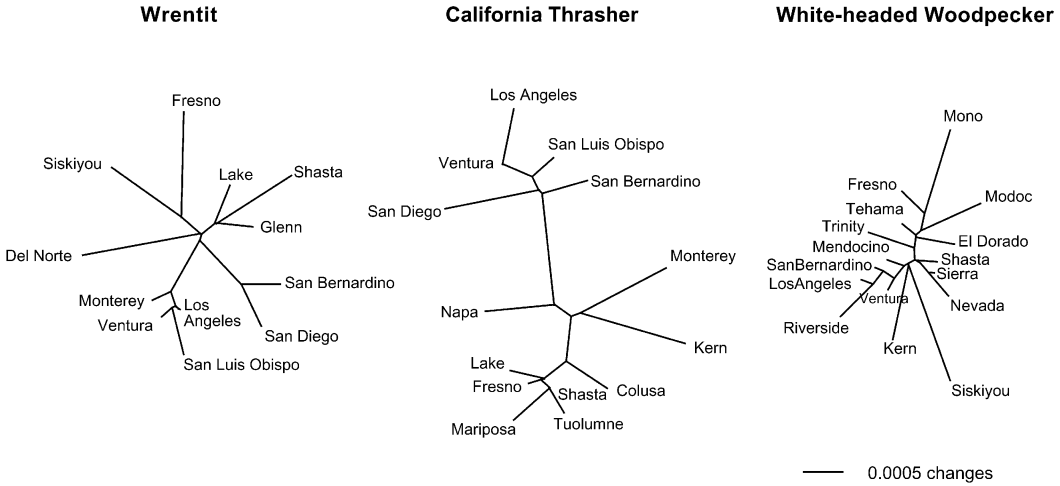 Wrentit
California Thrasher
White-headed Woodpecker
Fresno
Siskiyou
Lake
Shasta
Glenn
Del Norte
San Bernardino
Monterey
Los
Angeles
Ventura
San Diego
San Luis Obispo
Los Angeles
San Luis Obispo
Ventura
San Bernardino
San Diego
Monterey
Napa
Kern
Lake
Fresno
Shasta
Colusa
Mariposa
Tuolumne
Mono
Fresno
Modoc
Tehama
Trinity
El Dorado
Mendocino
Shasta
SanBernardino
Sierra
LosAngeles
Ventura
Nevada
Riverside
Kern
Siskiyou
0.0005 changes